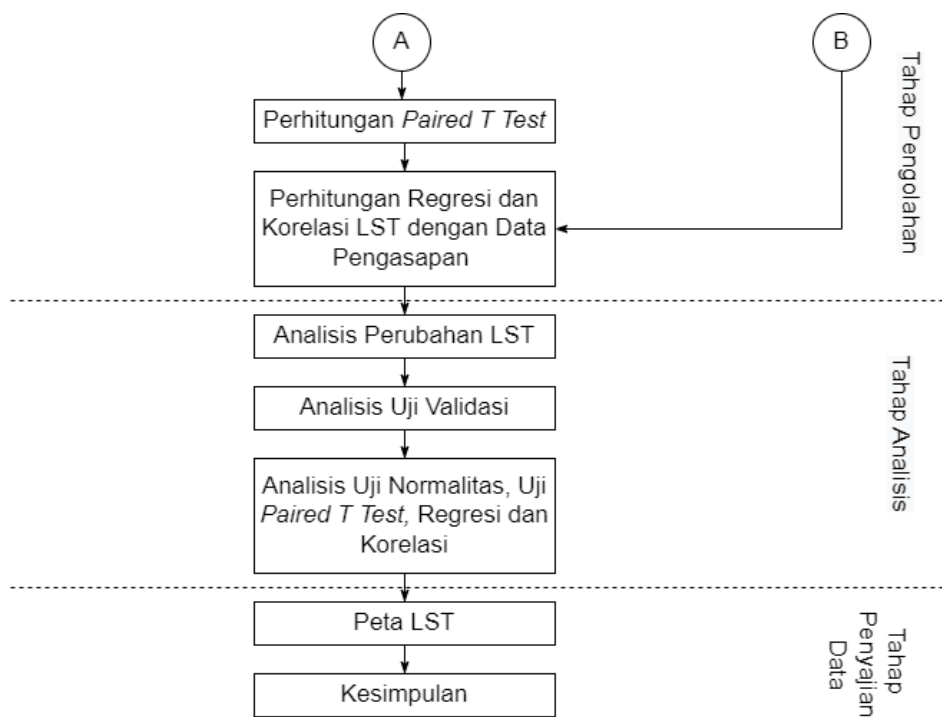 A
B
Tahap Pengolahan
Perhitungan Paired T Test
Perhitungan Regresi dan
Korelasi LST dengan Data
Pengasapan
Analisis Perubahan LST
Tahap Analisis
Analisis Uji Validasi
Analisis Uji Normalitas, Uji
Paired T Test, Regresi dan
Korelasi
Peta LST
Tahap
Penyajian
Data
Kesimpulan